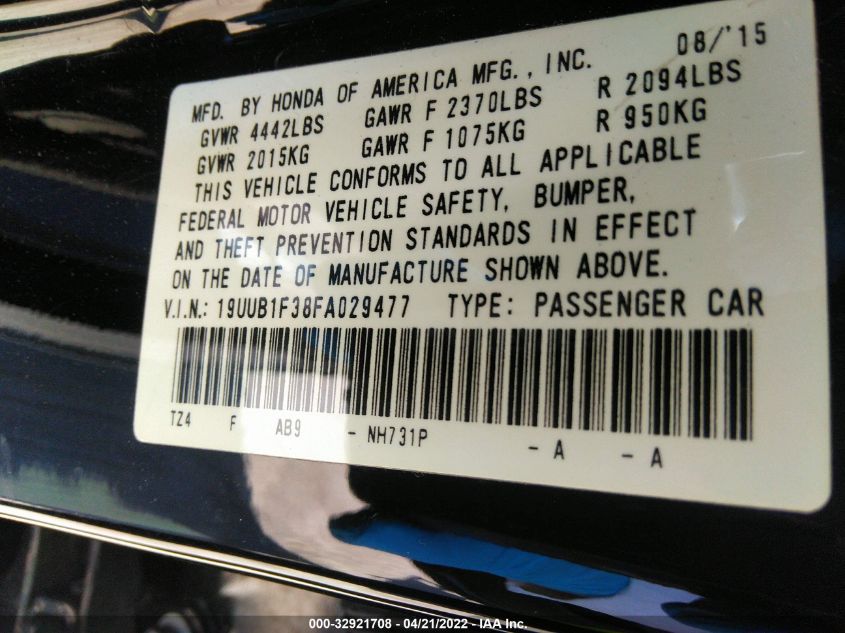 08/'15
MFD. BY HONDA OF AMERICA MFG., INC.
GVWR 4442LBS GAWR F 2370LBS R 2094LBS
GVWR 2015KG GAWR F 1075KG R 950KG
THIS VEHICLE CONFORMS TO ALL APPLICABLE
FEDERAL MOTOR VEHICLE SAFETY, BUMPER,
AND THEFT PREVENTION STANDARDS IN EFFECT
ON THE DATE OF MANUFACTURE SHOWN ABOVE.
V.I.N.: 19UUB1F38FA029477 TYPE: PASSENGER CAR
TZ4 F AB9 - NH731P - A - A
000-32921708 - 04/21/2022 - IAA Inc.